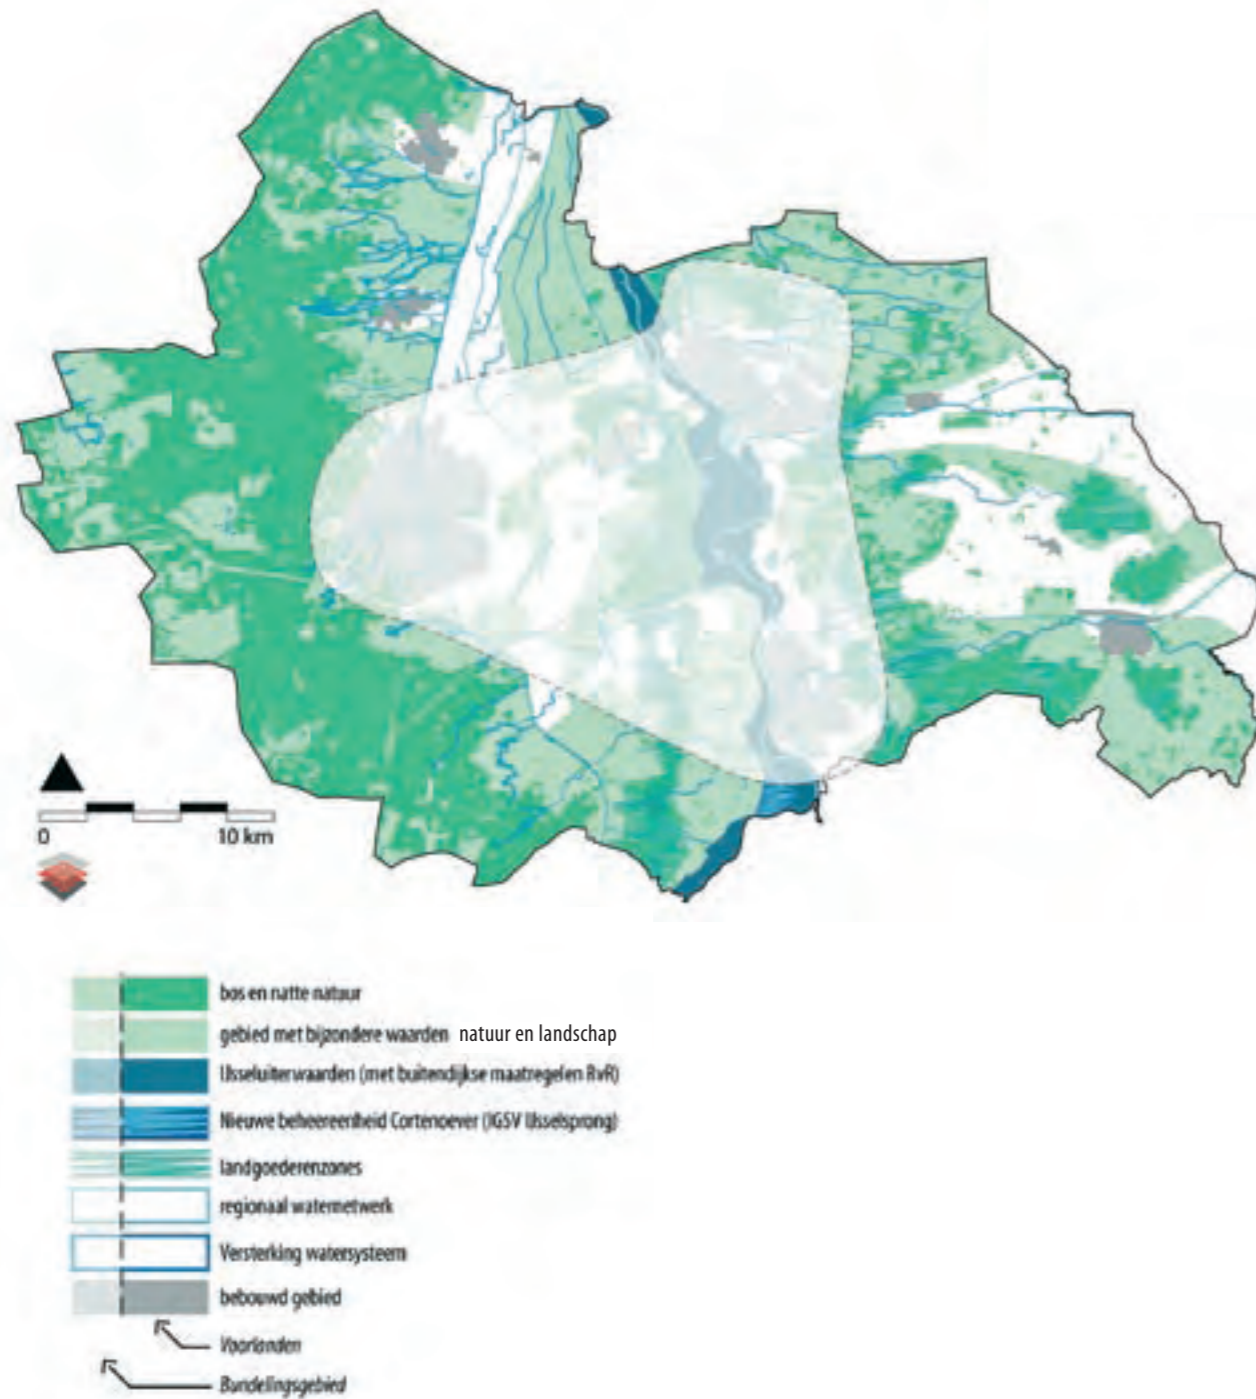 0 10 km
bos en natte natuur
gebied met bijzondere waarden natuur en landschap
IJsseluiterwaarden (met buitendijkse maatregelen RvR)
Nieuwe beheereenheid Cortenoever (IGSV IJsselsprong)
landgoederenzones
regionaal waternetwerk
Versterking watersysteem
bebouwd gebied
Voorlanden
Bundelingsgebied